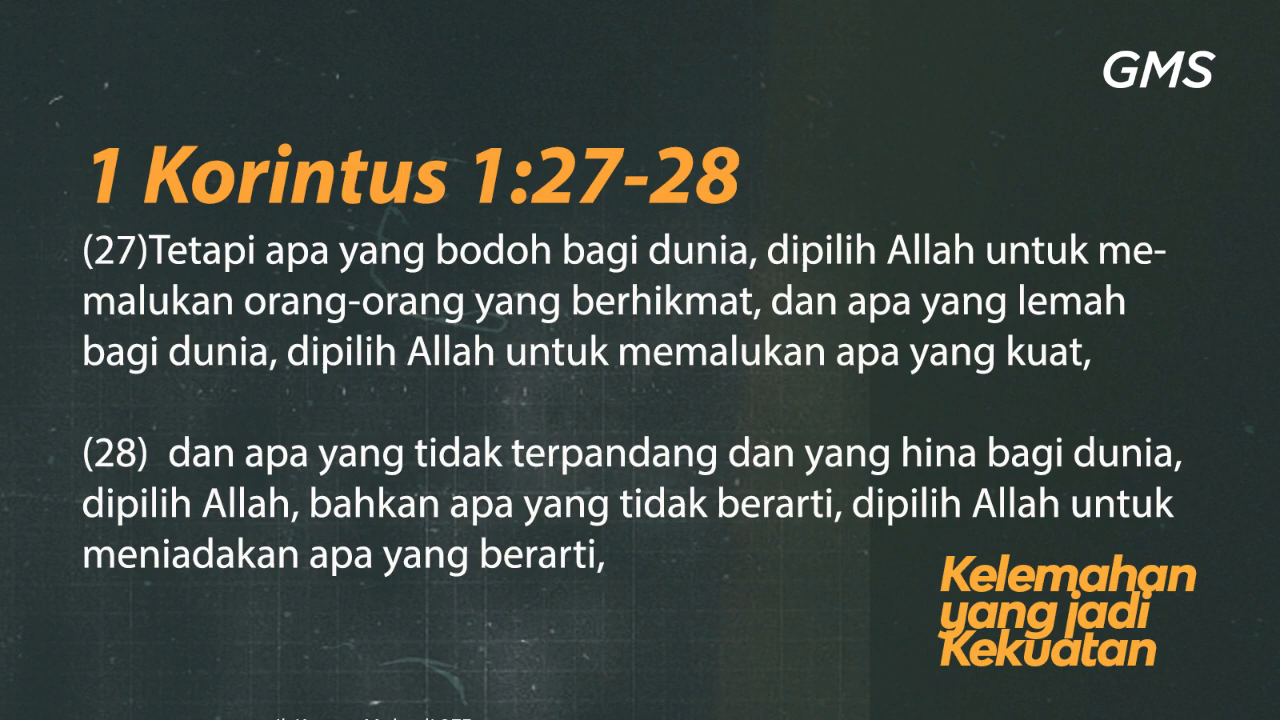 GMS
1 Korintus 1:27-28
(27)Tetapi apa yang bodoh bagi dunia, dipilih Allah untuk me-
malukan orang-orang yang berhikmat, dan apa yang lemah
bagi dunia, dipilih Allah untuk memalukan apa yang kuat,
(28) dan apa yang tidak terpandang dan yang hina bagi dunia,
dipilih Allah, bahkan apa yang tidak berarti, dipilih Allah untuk
meniadakan apa yang berarti,
Kelemahan
yang jadi
Kekuatan